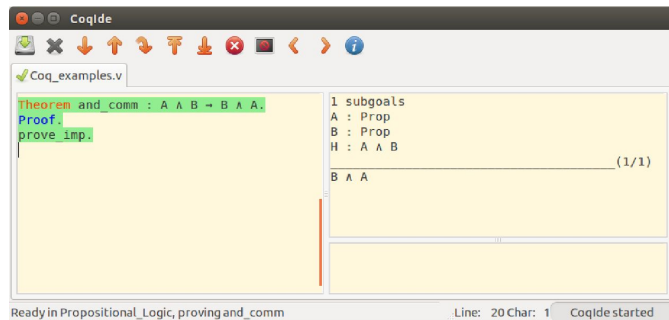 CoqIde
Coq_examples.v
Theorem and_comm : A ∧ B → B ∧ A.
Proof.
prove_imp.
1 subgoals
A : Prop
B : Prop
H : A ∧ B
______________________________________(1/1)
B ∧ A
Ready in Propositional_Logic, proving and_comm
Line: 20 Char: 1
CoqIde started